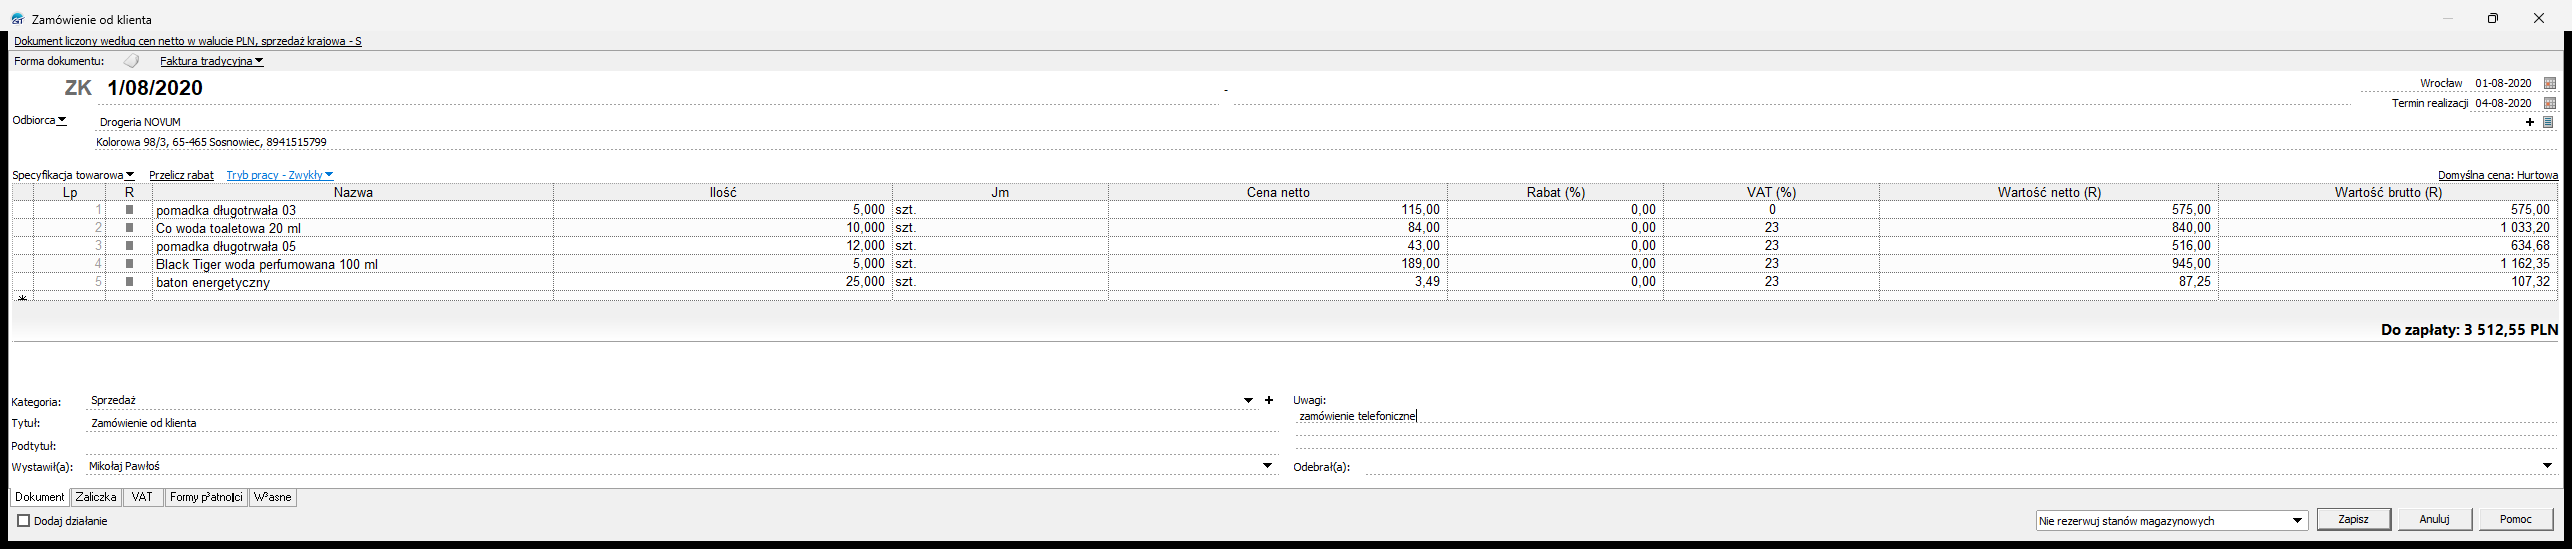 Zamówienie od klienta
Dokument liczony według cen netto w walucie PLN, sprzedaż krajowa - S
Forma dokumentu: Faktura tradycyjna
ZK 1/08/2020 - Wrocław 01-08-2020
Termin realizacji 04-08-2020
Odbiorca Drogeria NOVUM
Kolorowa 98/3, 65-465 Sosnowiec, 8941515799
Specyfikacja towarowa Przelicz rabat Tryb pracy - Zwykły Domyślna cena: Hurtowa
Lp R Nazwa Ilość Jm Cena netto Rabat (%) VAT (%) Wartość netto (R) Wartość brutto (R)
1 pomadka długotrwała 03 5,000 szt. 115,00 0,00 0 575,00 575,00
2 Co woda toaletowa 20 ml 10,000 szt. 84,00 0,00 23 840,00 1 033,20
3 pomadka długotrwała 05 12,000 szt. 43,00 0,00 23 516,00 634,68
4 Black Tiger woda perfumowana 100 ml 5,000 szt. 189,00 0,00 23 945,00 1 162,35
5 baton energetyczny 25,000 szt. 3,49 0,00 23 87,25 107,32
Do zapłaty: 3 512,55 PLN
Kategoria: Sprzedaż
Tytuł: Zamówienie od klienta
Podtytuł:
Wystawił(a): Mikołaj Pawłoś
Uwagi:
zamówienie telefoniczne
Odebrał(a):
Dokument Zaliczka VAT Formy p³atnoſci W³asne
Dodaj działanie
Nie rezerwuj stanów magazynowych Zapisz Anuluj Pomoc